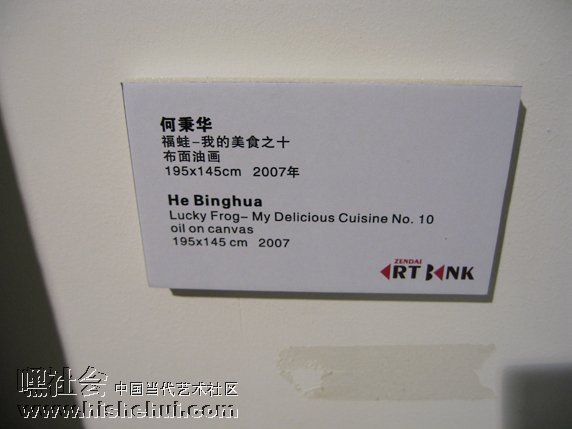 何秉华
福蛙-我的美食之十
布面油画
195x145cm 2007年
He Binghua
Lucky Frog- My Delicious Cuisine No. 10
oil on canvas
195x145 cm 2007
ZENDAI
ART BANK
嘿社会 中国当代艺术社区
www.hishehui.com